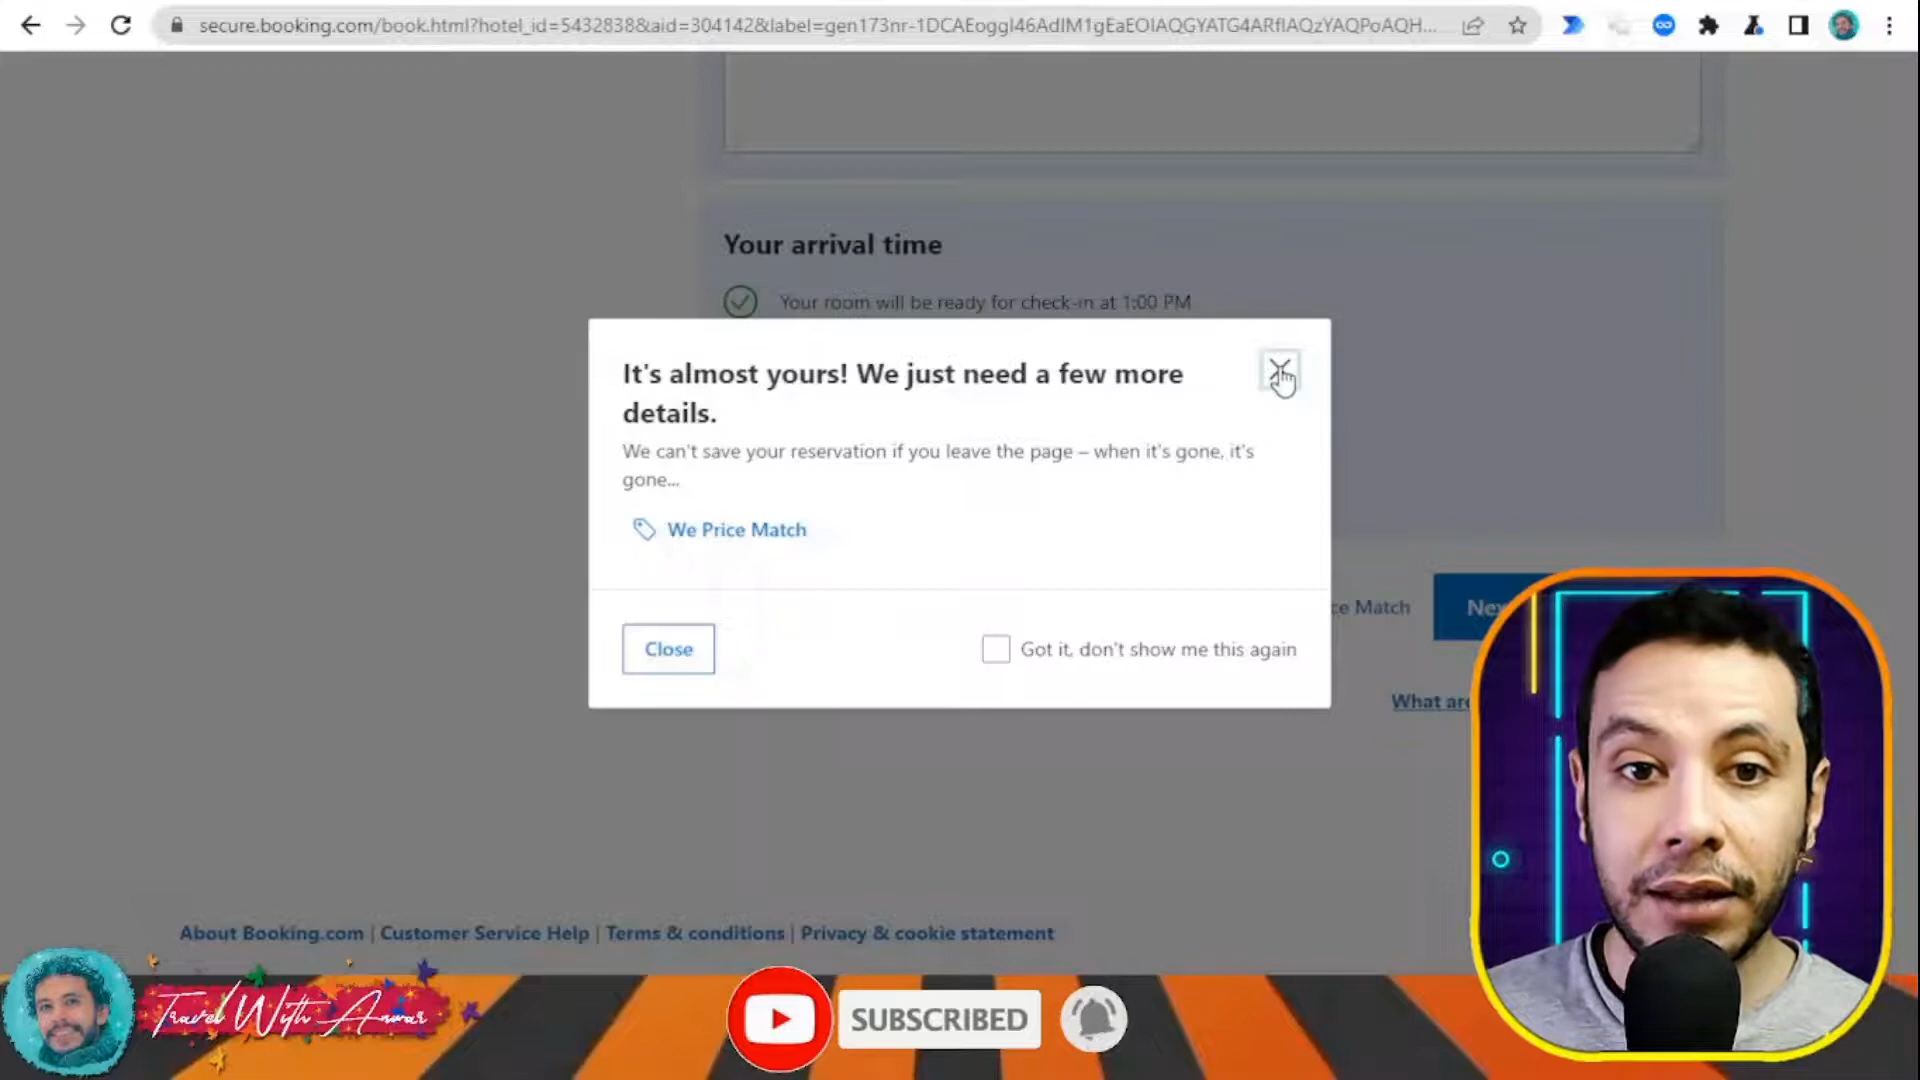 secure.booking.com/book.html?hotel_id=5432838&aid=304142&label=gen173nr-1DCAEoggI46AdIM1gEaEOIAQGYATG4ARfIAQzYAQPoAQH...
Your arrival time
Your room will be ready for check-in at 1:00 PM
It's almost yours! We just need a few more
details.
We can't save your reservation if you leave the page – when it's gone, it's
gone...
We Price Match
ce Match
Close
Got it, don't show me this again
What are
About Booking.com | Customer Service Help | Terms & conditions | Privacy & cookie statement
Travel With Anwar
SUBSCRIBED